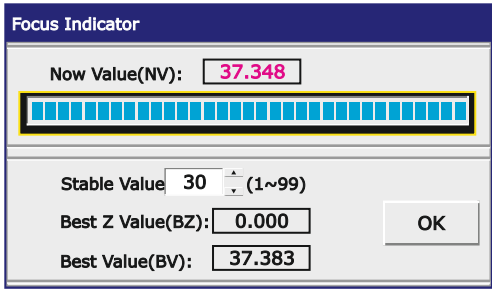 Focus Indicator
Now Value(NV): 37.348
Stable Value 30 (1~99)
Best Z Value(BZ): 0.000
OK
Best Value(BV): 37.383